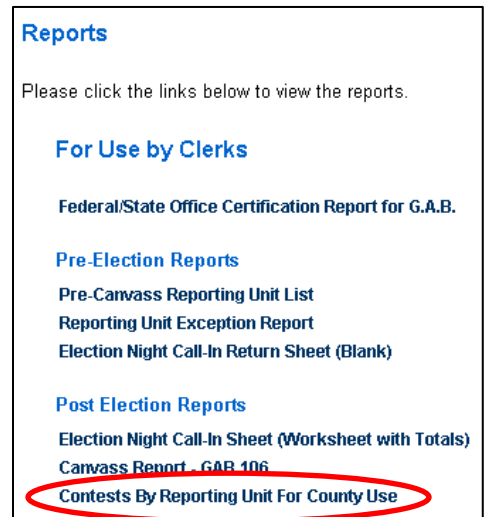 Reports
Please click the links below to view the reports.
For Use by Clerks
Federal/State Office Certification Report for G.A.B.
Pre-Election Reports
Pre-Canvass Reporting Unit List
Reporting Unit Exception Report
Election Night Call-In Return Sheet (Blank)
Post Election Reports
Election Night Call-In Sheet (Worksheet with Totals)
Canvass Report - GAB 106
Contests By Reporting Unit For County Use